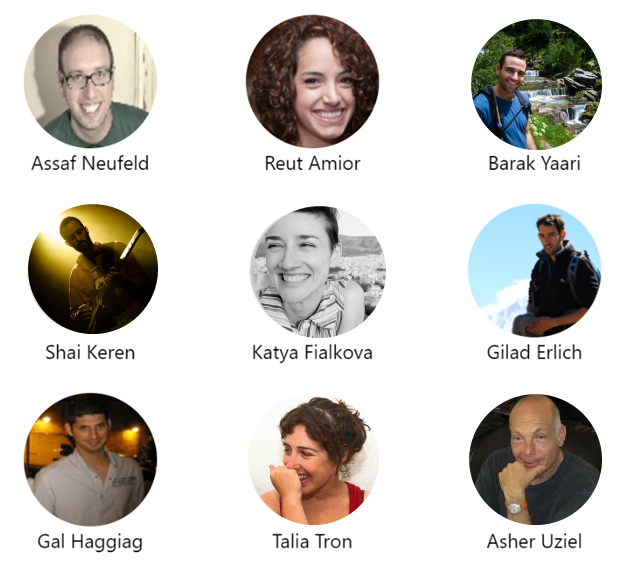 Assaf Neufeld
Reut Amior
Barak Yaari
Shai Keren
Katya Fialkova
Gilad Erlich
Gal Haggiag
Talia Tron
Asher Uziel